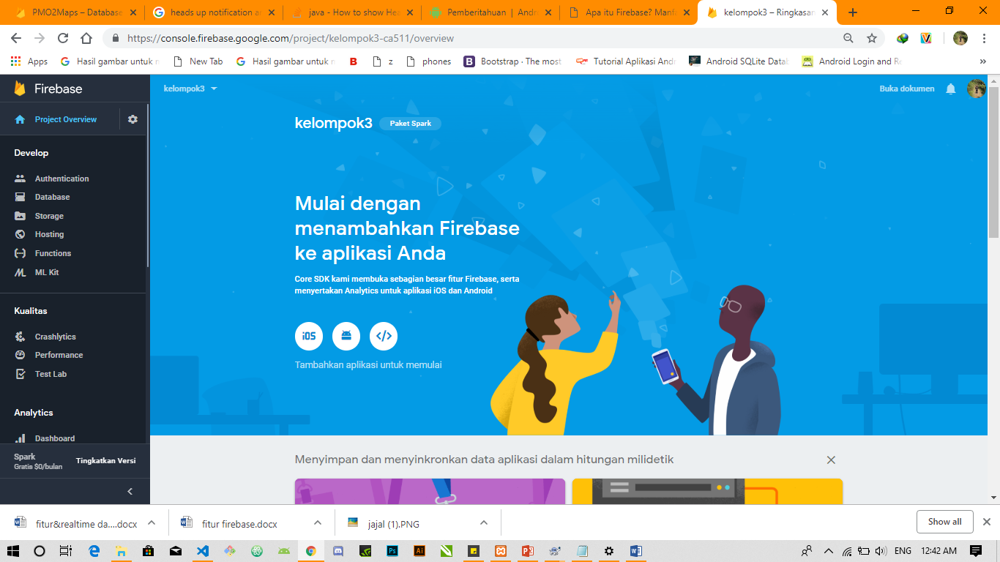 PMO2Maps – Database
heads up notification a
java - How to show Hea
Pemberitahuan | Andr
Apa itu Firebase? Manfa
kelompok3 – Ringkasan
https://console.firebase.google.com/project/kelompok3-ca511/overview
Apps
Hasil gambar untuk
New Tab
Hasil gambar untuk
B
z
phones
B
Bootstrap · The most
Tutorial Aplikasi Andr
Android SQLite Datab
Android Login and Re
»
Firebase
kelompok3
Buka dokumen
Project Overview
kelompok3
Paket Spark
Develop
Authentication
Database
Storage
Hosting
Functions
ML Kit
Mulai dengan
menambahkan Firebase
ke aplikasi Anda
Core SDK kami membuka sebagian besar fitur Firebase, serta
menyertakan Analytics untuk aplikasi iOS dan Android
iOS
</>
Tambahkan aplikasi untuk memulai
Kualitas
Crashlytics
Performance
Test Lab
Analytics
Dashboard
Spark
Gratis $0/bulan
Tingkatkan Versi
Menyimpan dan menyinkronkan data aplikasi dalam hitungan milidetik
fitur&realtime da....docx
fitur firebase.docx
jajal (1).PNG
Show all
ENG
12:42 AM